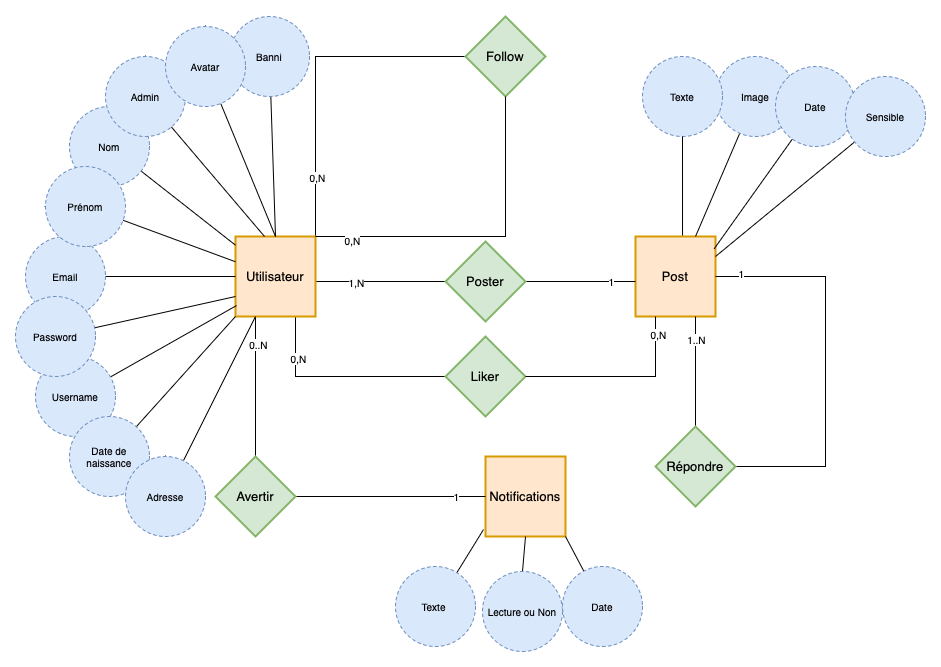 Banni
Avatar
Admin
Nom
Prénom
Email
Password
Username
Date de
naissance
Adresse
Utilisateur
Follow
0,N
0,N
1,N
Poster
1
Post
Texte
Image
Date
Sensible
1
0..N
0,N
Liker
0,N
1..N
Répondre
Avertir
1
Notifications
Texte
Lecture ou Non
Date